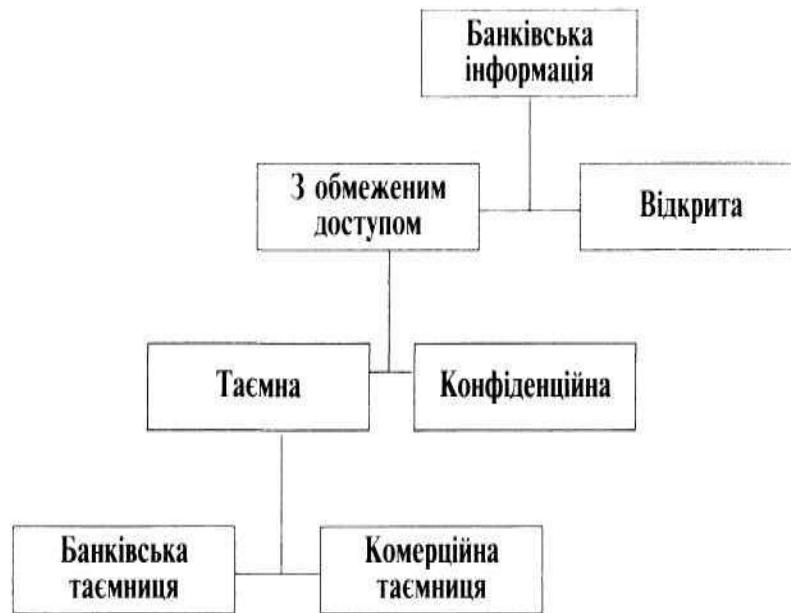 Банківська
інформація
З обмеженим
доступом
Відкрита
Таємна
Конфіденційна
Банківська
таємниця
Комерційна
таємниця